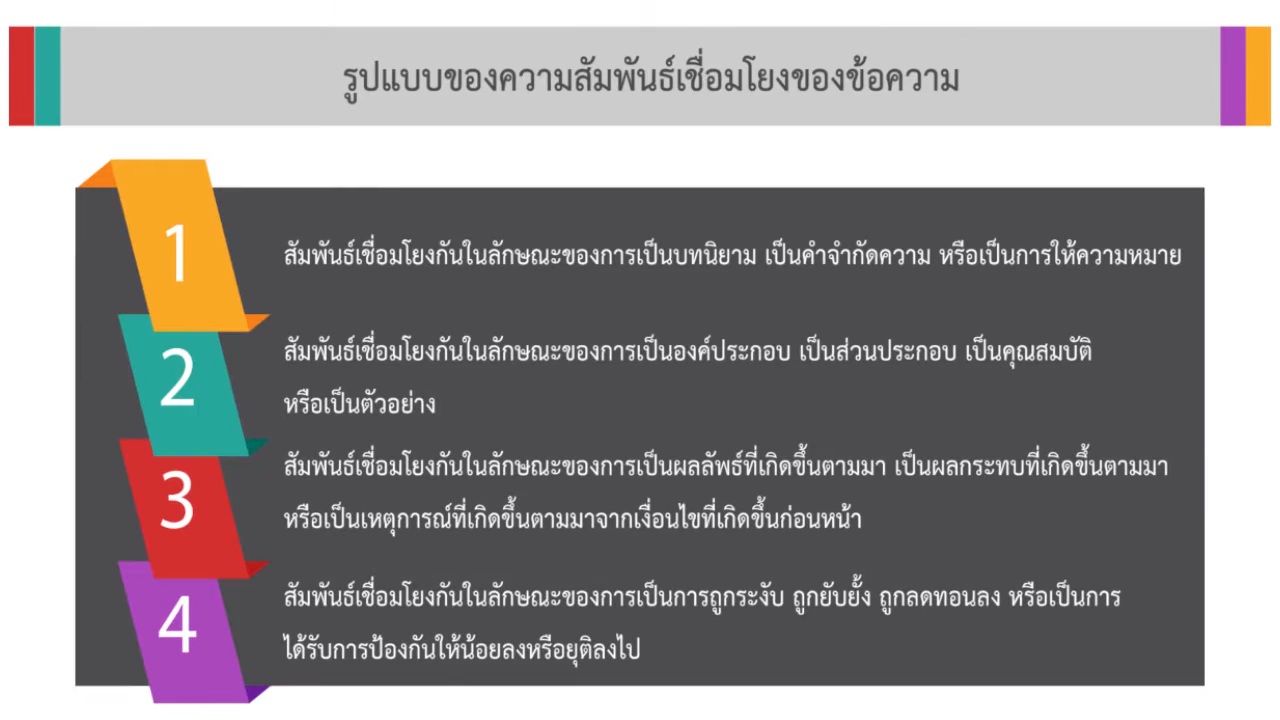 รูปแบบของความสัมพันธ์เชื่อมโยงของข้อความ
1
สัมพันธ์เชื่อมโยงกันในลักษณะของการเป็นบทนิยาม เป็นคำจำกัดความ หรือเป็นการให้ความหมาย
2
สัมพันธ์เชื่อมโยงกันในลักษณะของการเป็นองค์ประกอบ เป็นส่วนประกอบ เป็นคุณสมบัติ
หรือเป็นตัวอย่าง
3
สัมพันธ์เชื่อมโยงกันในลักษณะของการเป็นผลลัพธ์ที่เกิดขึ้นตามมา เป็นผลกระทบที่เกิดขึ้นตามมา
หรือเป็นเหตุการณ์ที่เกิดขึ้นตามมาจากเงื่อนไขที่เกิดขึ้นก่อนหน้า
4
สัมพันธ์เชื่อมโยงกันในลักษณะของการเป็นการถูกระงับ ถูกยับยั้ง ถูกลดทอนลง หรือเป็นการ
ได้รับการป้องกันให้น้อยลงหรือยุติลงไป